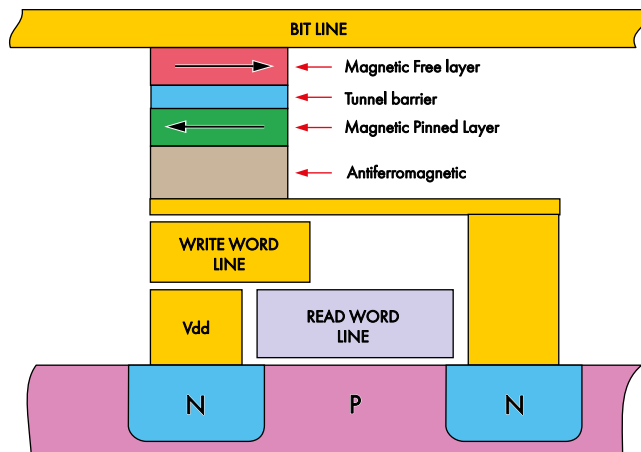 BIT LINE
Magnetic Free layer
Tunnel barrier
Magnetic Pinned Layer
Antiferromagnetic
WRITE WORD
LINE
Vdd
READ WORD
LINE
N
P
N